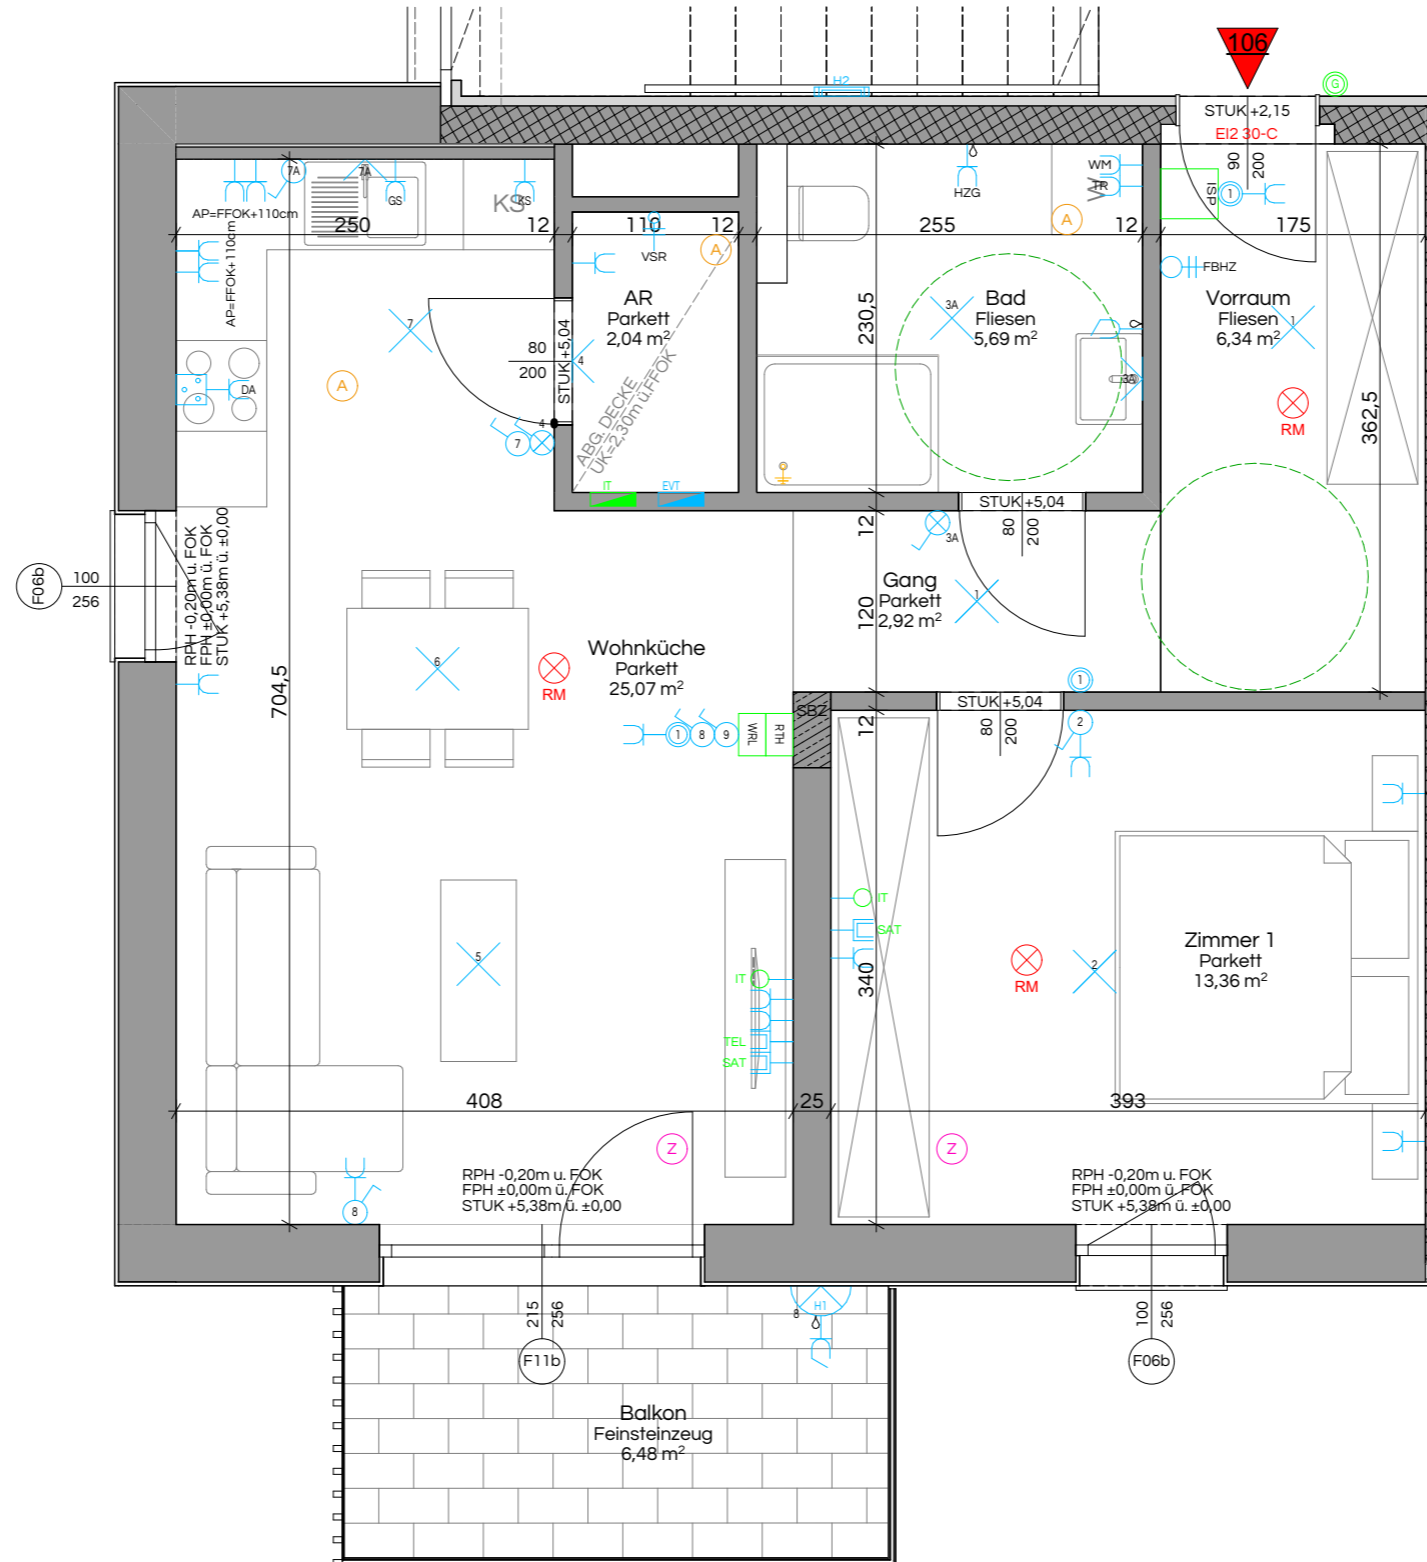 106
H2
G
STUK +2,15
EI2 30-C
90
200
7A
7A
GS
KS
KS
AP=FFOK+110cm
AP=FFOK+110cm
HZG
WM
TR
W
A
ISP
1
250
12
110
12
255
12
175
VSR
A
FBHZ
AR
Parkett
2,04 m²
Bad
Fliesen
5,69 m²
Vorraum
Fliesen
6,34 m²
3A
1
7
4
80
200
STUK +5,04
230,5
3A
DA
A
7
4
ABG. DECKE
UK=2,30m ü.FFOK
RM
362,5
IT
EVT
STUK +5,04
80
200
12
3A
F06b
100
256
RPH -0,20m u. FOK
FPH ±0,00m ü. FOK
STUK +5,38m ü. ±0,00
Gang
Parkett
2,92 m²
1
120
6
RM
Wohnküche
Parkett
25,07 m²
704,5
1
STUK +5,04
80
200
SBZ
12
2
1
8
9
WRL
RTH
IT
SAT
340
5
IT
TEL
SAT
RM
2
Zimmer 1
Parkett
13,36 m²
408
25
393
Z
Z
8
RPH -0,20m u. FOK
FPH ±0,00m ü. FOK
STUK +5,38m ü. ±0,00
RPH -0,20m u. FOK
FPH ±0,00m ü. FOK
STUK +5,38m ü. ±0,00
215
256
F11b
8
H1
100
256
F06b
Balkon
Feinsteinzeug
6,48 m²